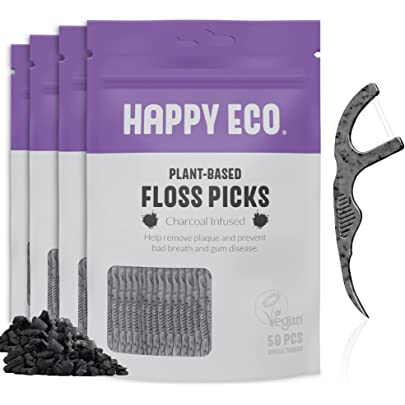 HAPPY ECO.
PLANT-BASED
FLOSS PICKS
Charcoal Infused
Help remove plaque and prevent
bad breath and gum disease.
Vegan
50 PCS